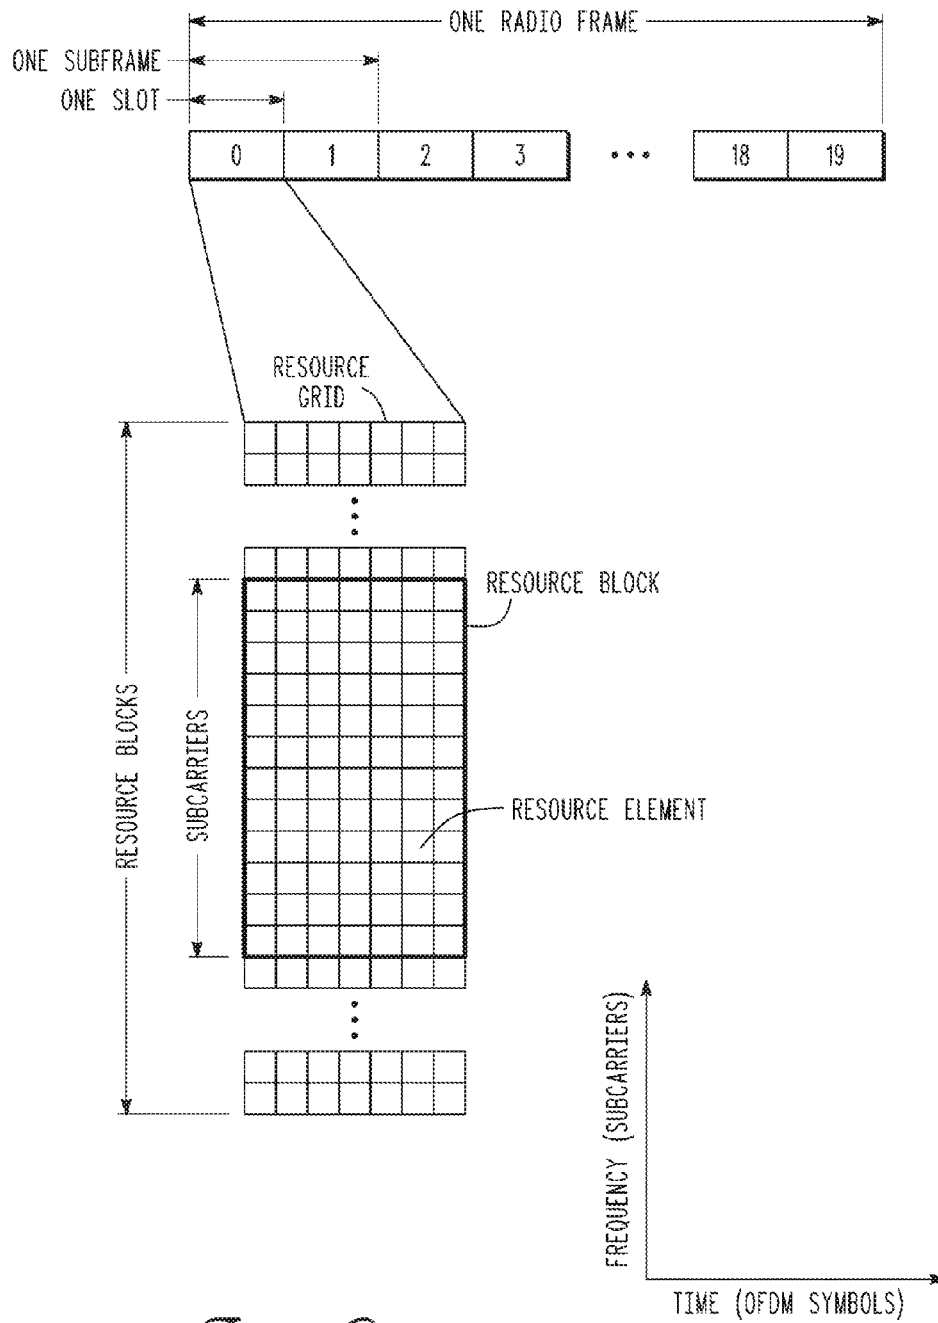 ONE RADIO FRAME
ONE SUBFRAME
ONE SLOT
0 1 2 3 ••• 18 19
RESOURCE
GRID
RESOURCE BLOCK
RESOURCE BLOCKS
SUBCARRIERS
RESOURCE ELEMENT
FREQUENCY (SUBCARRIERS)
TIME (OFDM SYMBOLS)